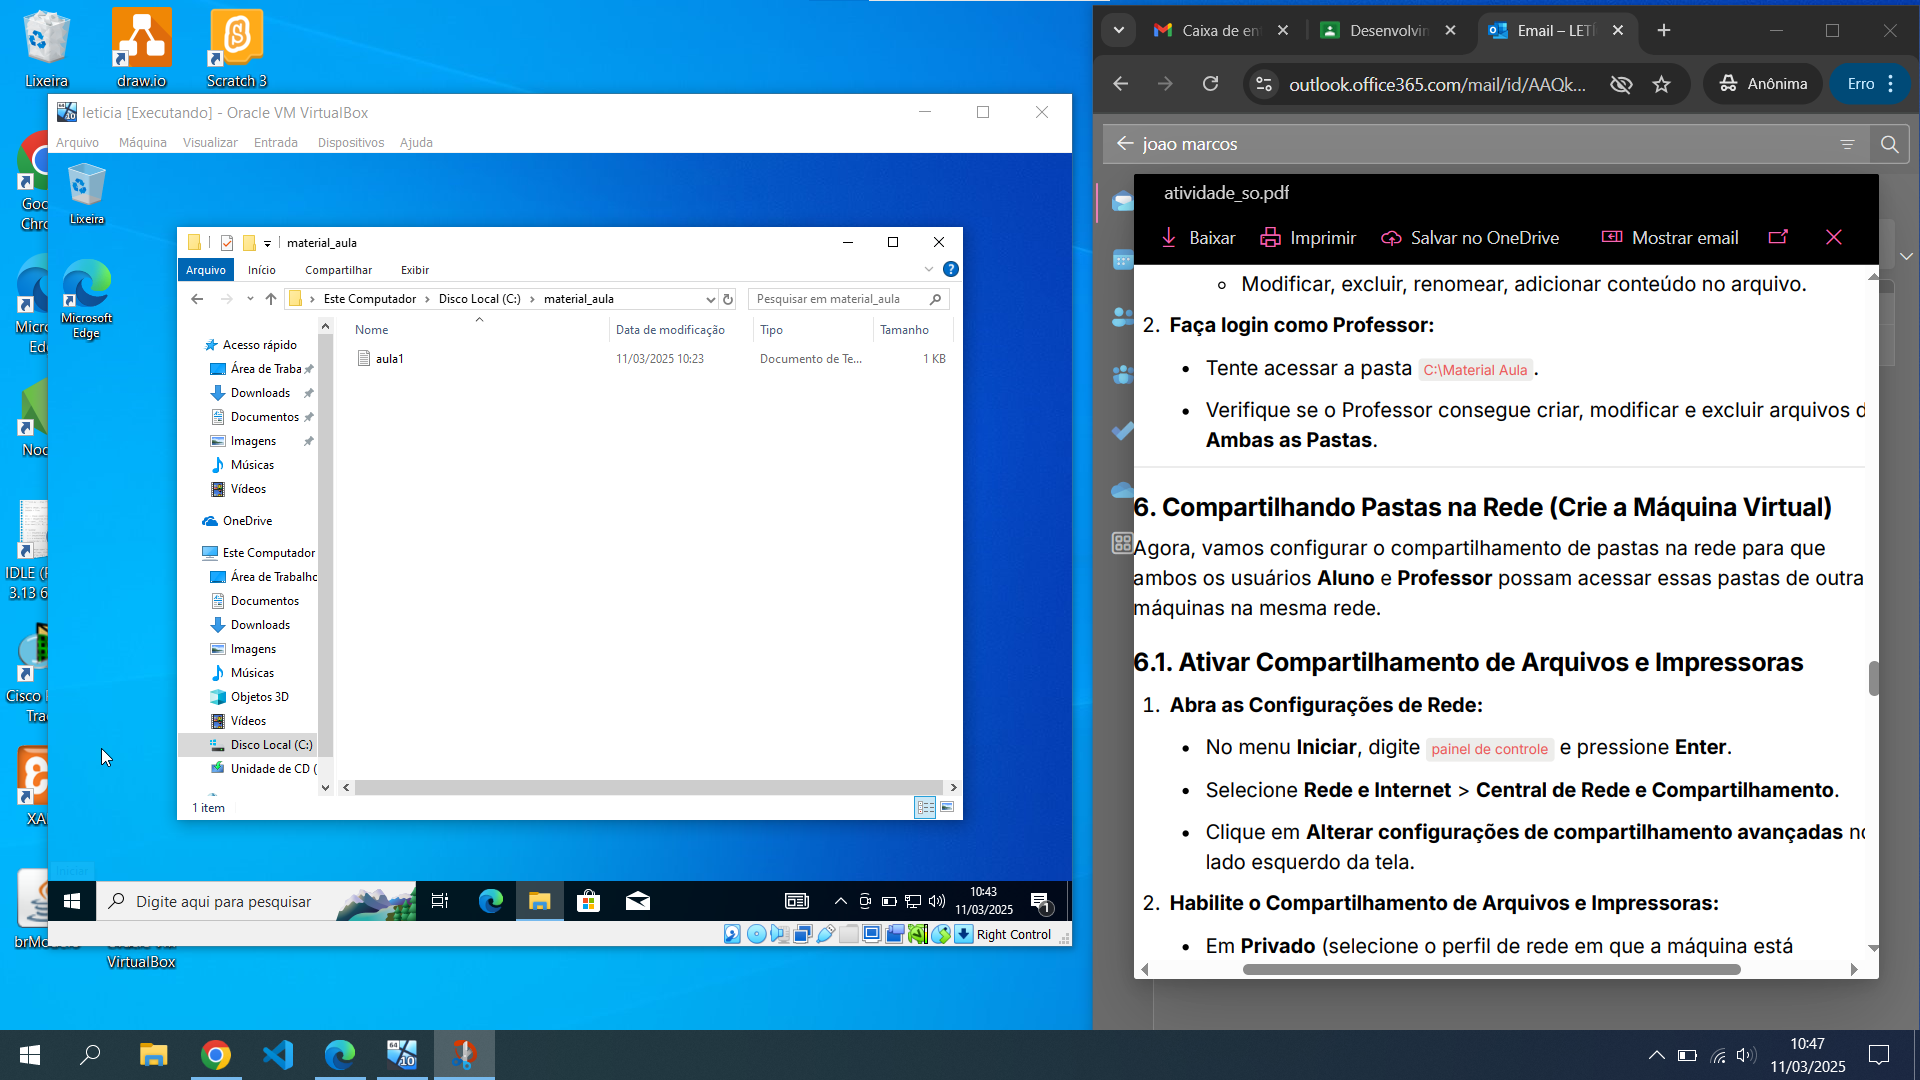 Lixeira
draw.io
Scratch 3
Goo
Chro
Micro
Ed
Nod
IDLE (P
3.13 6
Cisco P
Tra
XA
brMo
VirtualBox
leticia [Executando] - Oracle VM VirtualBox
Arquivo Máquina Visualizar Entrada Dispositivos Ajuda
Lixeira
Microsoft
Edge
material_aula
Arquivo Início Compartilhar Exibir
Este Computador Disco Local (C:) material_aula
Pesquisar em material_aula
Nome Data de modificação Tipo Tamanho
aula1 11/03/2025 10:23 Documento de Te... 1 KB
Acesso rápido
Área de Traba
Downloads
Documentos
Imagens
Músicas
Vídeos
OneDrive
Este Computador
Área de Trabalho
Documentos
Downloads
Imagens
Músicas
Objetos 3D
Vídeos
Disco Local (C:)
Unidade de CD (
1 item
Digite aqui para pesquisar
10:43
11/03/2025
1
Right Control
Caixa de en
Desenvolvin
Email – LETÍ
outlook.office365.com/mail/id/AAQk...
Anônima
Erro
joao marcos
atividade_so.pdf
Baixar Imprimir Salvar no OneDrive Mostrar email
Modificar, excluir, renomear, adicionar conteúdo no arquivo.
2. Faça login como Professor:
Tente acessar a pasta C:\Material Aula.
Verifique se o Professor consegue criar, modificar e excluir arquivos d
Ambas as Pastas.
6. Compartilhando Pastas na Rede (Crie a Máquina Virtual)
Agora, vamos configurar o compartilhamento de pastas na rede para que
ambos os usuários Aluno e Professor possam acessar essas pastas de outra
máquinas na mesma rede.
6.1. Ativar Compartilhamento de Arquivos e Impressoras
1. Abra as Configurações de Rede:
No menu Iniciar, digite painel de controle e pressione Enter.
Selecione Rede e Internet > Central de Rede e Compartilhamento.
Clique em Alterar configurações de compartilhamento avançadas no
lado esquerdo da tela.
2. Habilite o Compartilhamento de Arquivos e Impressoras:
Em Privado (selecione o perfil de rede em que a máquina está
10:47
11/03/2025